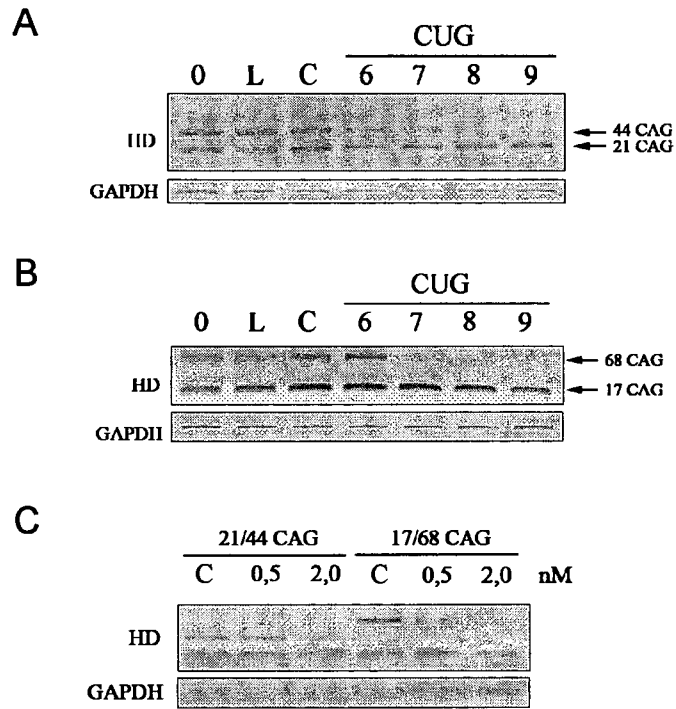 A
CUG
0 L C 6 7 8 9
HD
44 CAG
21 CAG
GAPDH
B
CUG
0 L C 6 7 8 9
68 CAG
HD
17 CAG
GAPDH
C
21/44 CAG 17/68 CAG
C 0,5 2,0 C 0,5 2,0 nM
HD
GAPDH